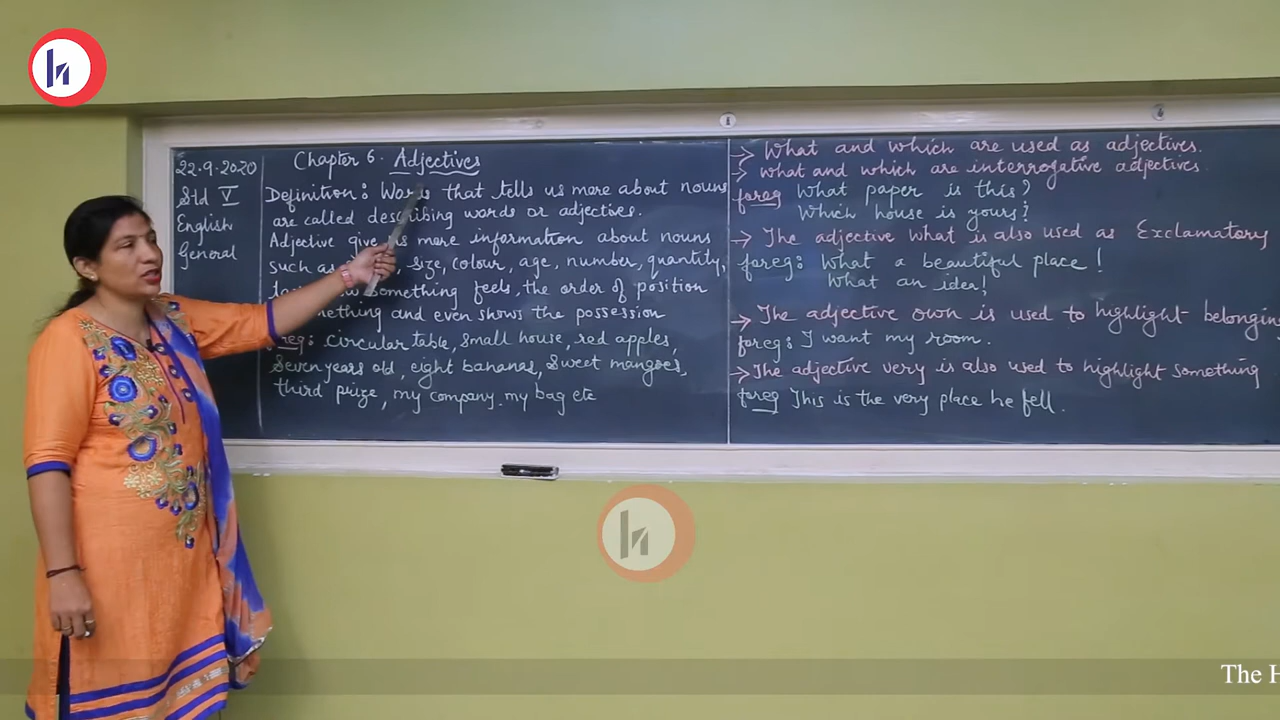 22.9.2020
Std V
English
General
Chapter 6. Adjectives
Definition: Words that tells us more about nouns
are called describing words or adjectives.
Adjective give us more information about nouns
such as size, colour, age, number, quantity,
something feels, the order of position
and even shows the possession
circular table, small house, red apples,
Seven years old, eight bananas, Sweet mangoes,
third prize, my company. my bag etc
→ What and which are used as adjectives.
→ what and which are interrogative adjectives.
foreg What paper is this?
Which house is yours?
→ The adjective what is also used as Exclamatory
foreg: What a beautiful place!
What an idea!
→ The adjective own is used to highlight belonging
foreg: I want my room.
→ The adjective very is also used to highlight something
foreg This is the very place he fell.
The H